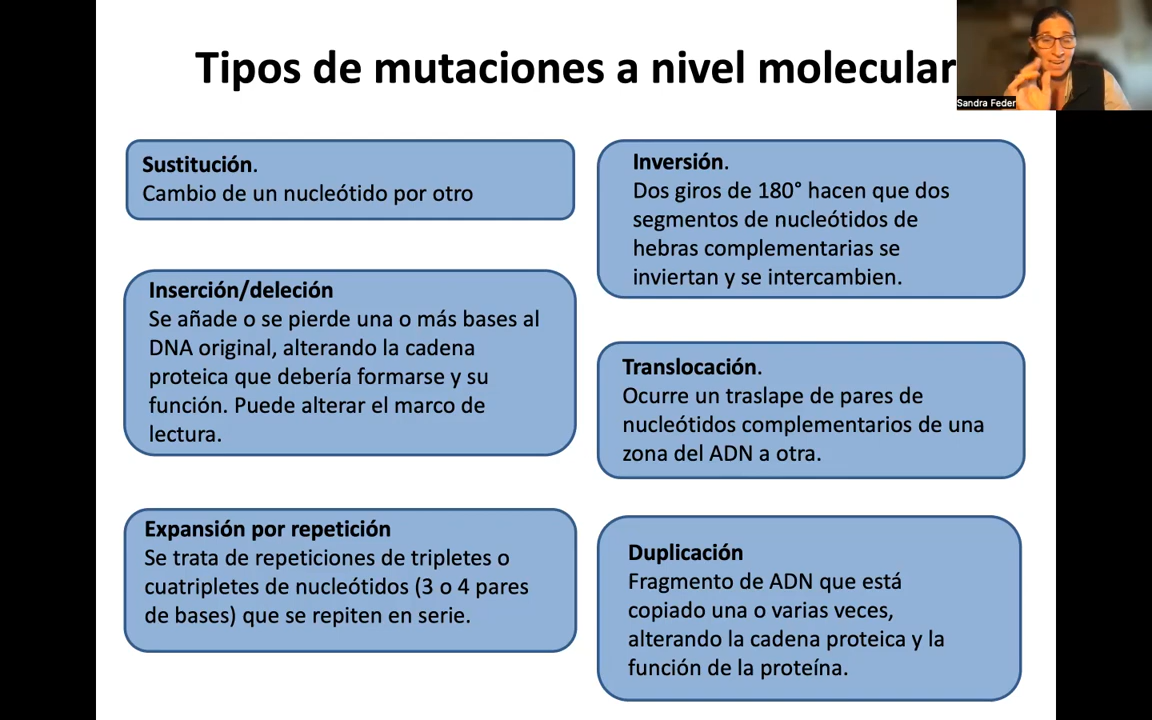 Tipos de mutaciones a nivel molecular
Sandra Feder
Sustitución.
Cambio de un nucleótido por otro
Inserción/deleción
Se añade o se pierde una o más bases al
DNA original, alterando la cadena
proteica que debería formarse y su
función. Puede alterar el marco de
lectura.
Expansión por repetición
Se trata de repeticiones de tripletes o
cuatripletes de nucleótidos (3 o 4 pares
de bases) que se repiten en serie.
Inversión.
Dos giros de 180° hacen que dos
segmentos de nucleótidos de
hebras complementarias se
inviertan y se intercambien.
Translocación.
Ocurre un traslape de pares de
nucleótidos complementarios de una
zona del ADN a otra.
Duplicación
Fragmento de ADN que está
copiado una o varias veces,
alterando la cadena proteica y la
función de la proteína.